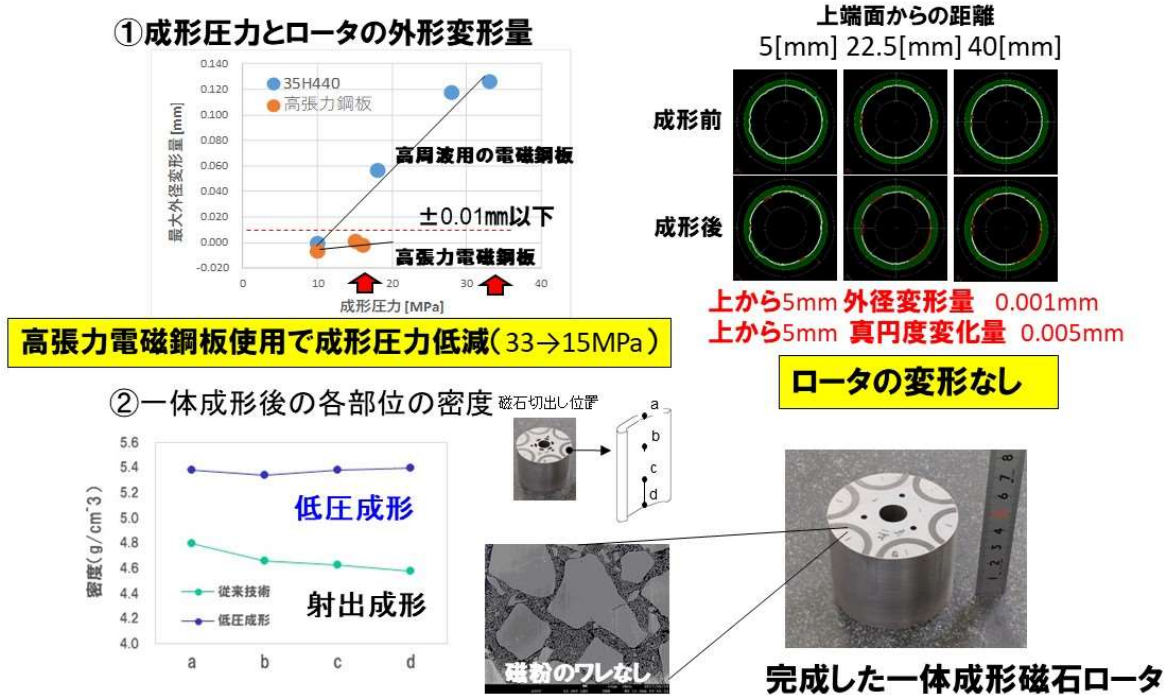 ①成形圧力とロータの外形変形量
0.140
0.120
0.100
0.080
0.060
0.040
0.020
0.000
-0.020
最大外径変形量[mm]
35H440
高張力鋼板
高周波用の電磁鋼板
±0.01mm以下
高張力電磁鋼板
0 10 20 30 40
成形圧力[MPa]
高張力電磁鋼板使用で成形圧力低減(33→15MPa)
上端面からの距離
5[mm] 22.5[mm] 40[mm]
成形前
成形後
上から5mm 外径変形量 0.001mm
上から5mm 真円度変化量 0.005mm
ロータの変形なし
②一体成形後の各部位の密度
磁石切出し位置
a
b
c
d
5.6
5.4
5.2
5.0
4.8
4.6
4.4
4.2
4.0
密度(g/cm^3)
低圧成形
射出成形
従来技術
低圧成形
a b c d
磁粉のワレなし
1 2 3 4 5 6 7 8
完成した一体成形磁石ロータ